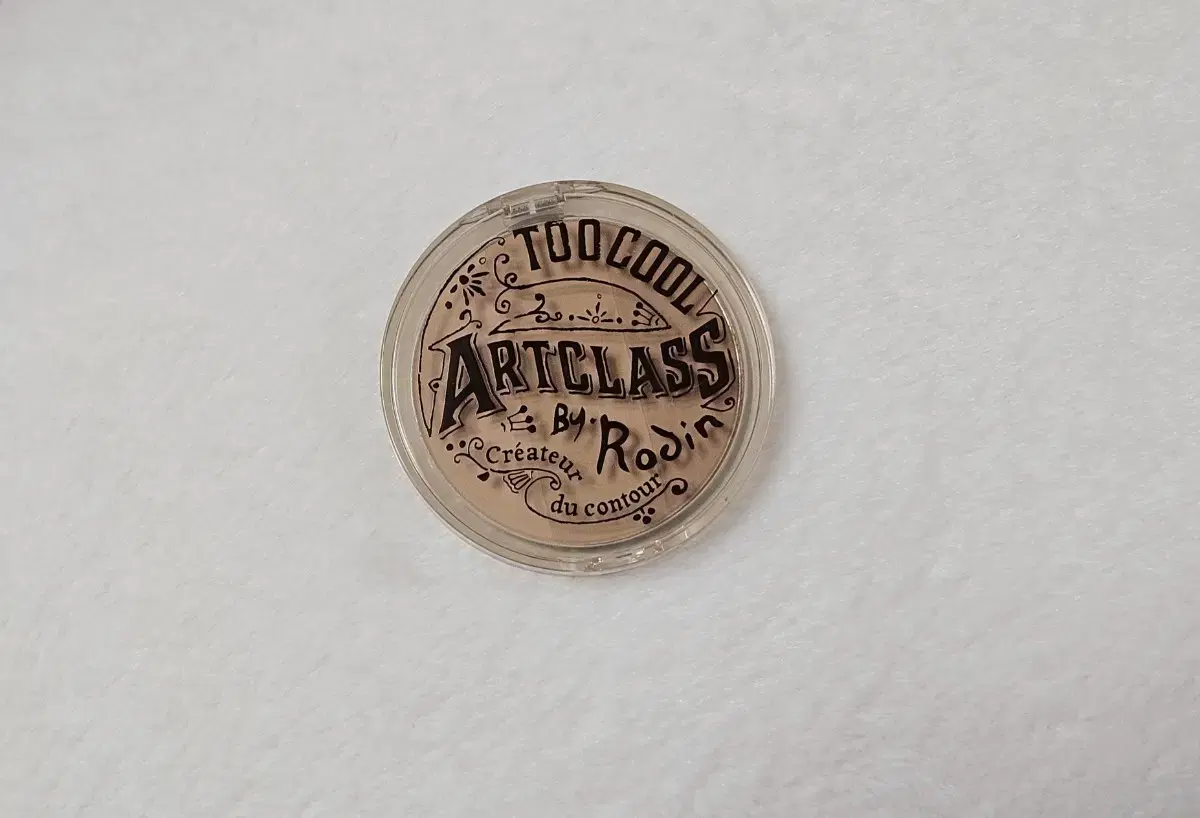 TOO COOL
ARTCLASS
By. Rodin
Créateur
du contour